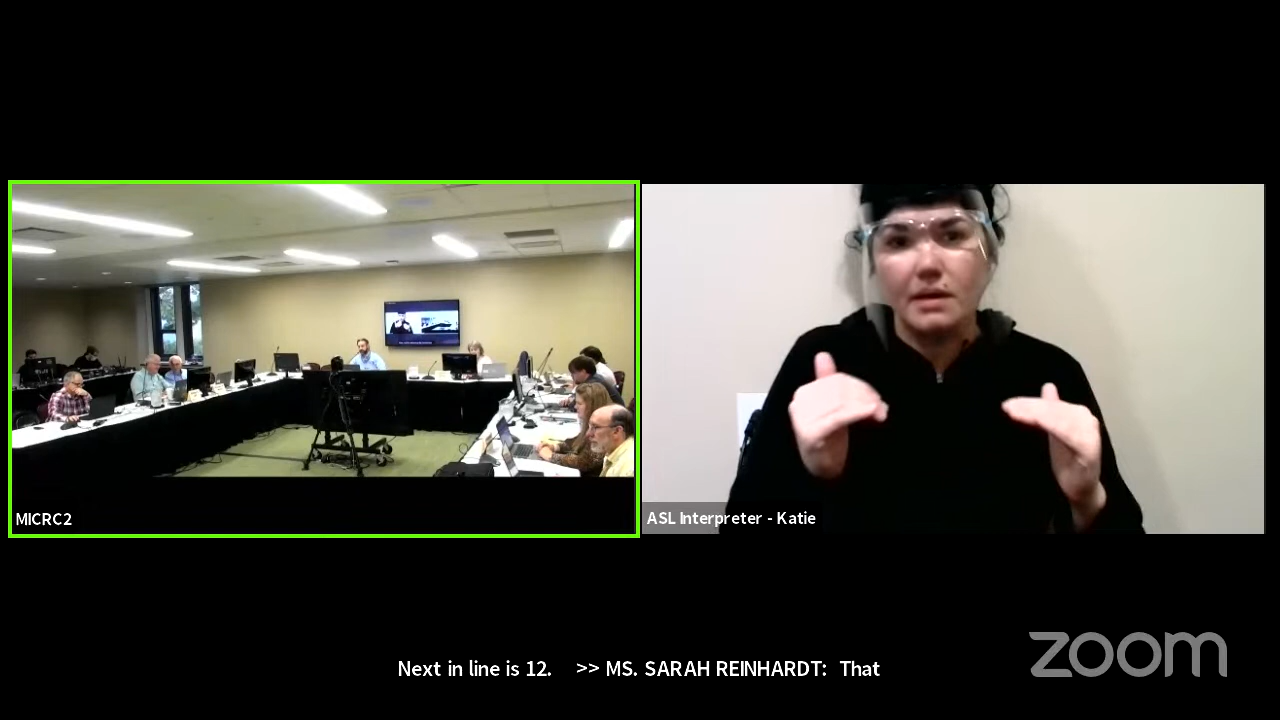 MICRC2
ASL Interpreter - Katie
Next in line is 12. >> MS. SARAH REINHARDT: That
zoom